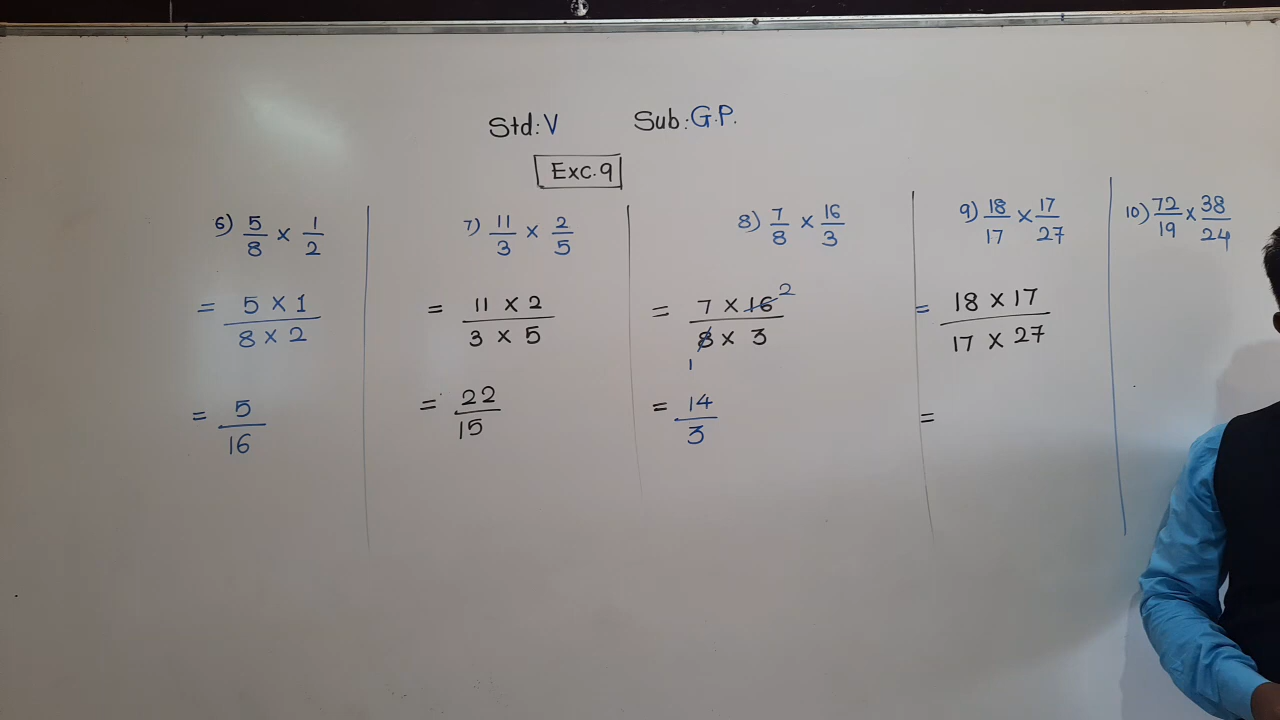 Std: V Sub: G.P.
Exc. 9
6) 5/8 × 1/2
= 5 × 1 / 8 × 2
= 5/16
7) 11/3 × 2/5
= 11 × 2 / 3 × 5
= 22/15
8) 7/8 × 16/3
= 7 × 16 2 / 8 × 3
1
= 14/3
9) 18/17 × 17/27
= 18 × 17 / 17 × 27
=
10) 72/19 × 38/24